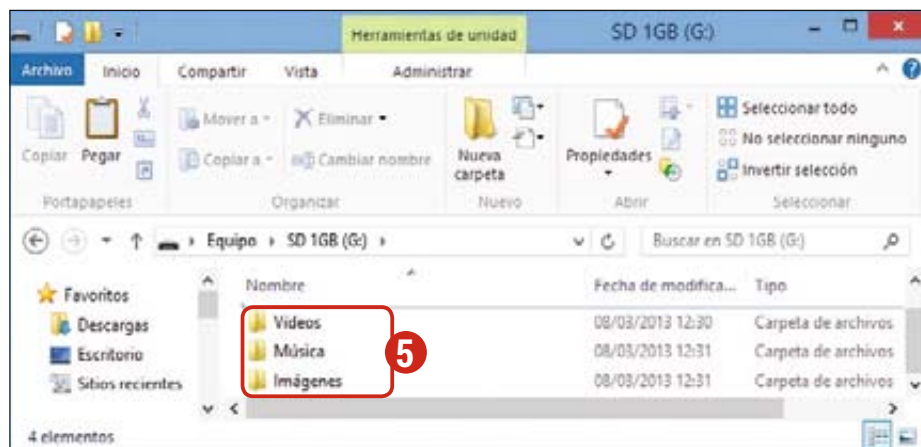 Herramientas de unidad SD 1GB (G:)
Archivo Inicio Compartir Vista Administrar
Copiar Pegar
Mover a
Copiar a
Eliminar
Cambiar nombre
Nueva
carpeta
Propiedades
Seleccionar todo
No seleccionar ninguno
Invertir selección
Portapapeles Organizar Nuevo Abrir Seleccionar
Equipo SD 1GB (G:) Buscar en SD 1GB (G:)
Favoritos
Descargas
Escritorio
Sitios recientes
Nombre Fecha de modifica... Tipo
Videos 08/03/2013 12:30 Carpeta de archivos
Música 08/03/2013 12:31 Carpeta de archivos
Imágenes 08/03/2013 12:31 Carpeta de archivos
5
4 elementos